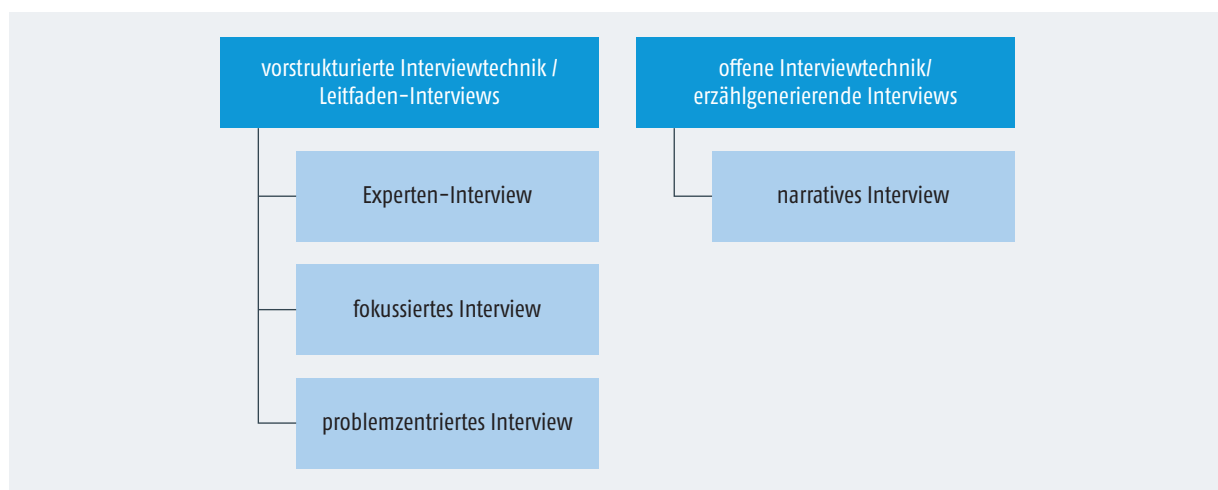 vorstrukturierte Interviewtechnik /
Leitfaden-Interviews
Experten-Interview
fokussiertes Interview
problemzentriertes Interview
offene Interviewtechnik/
erzählgenerierende Interviews
narratives Interview